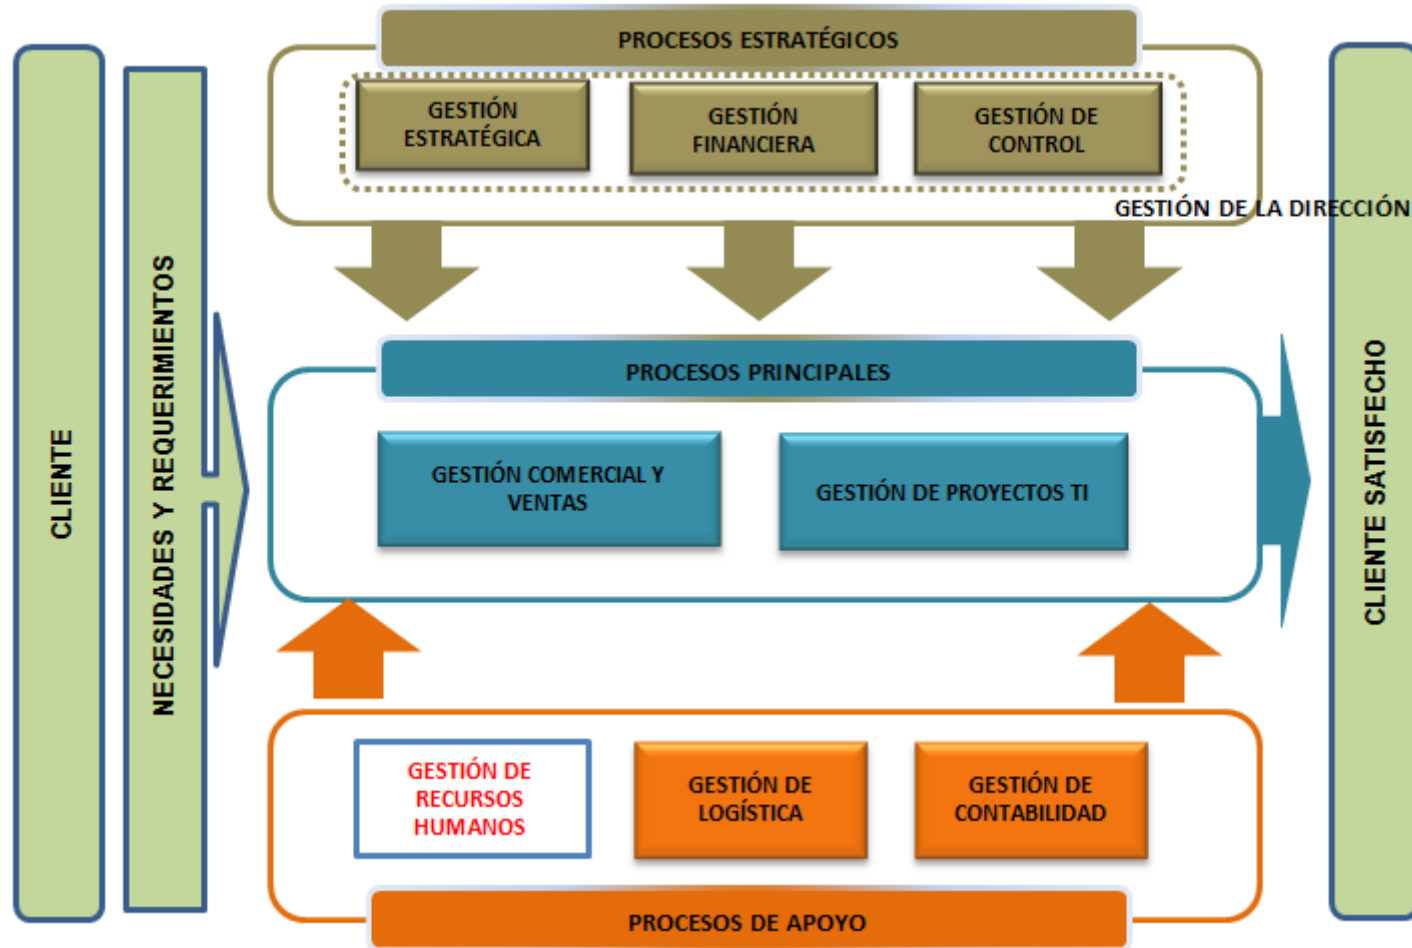 PROCESOS ESTRATÉGICOS
GESTIÓN
ESTRATÉGICA
GESTIÓN
FINANCIERA
GESTIÓN DE
CONTROL
GESTIÓN DE LA DIRECCIÓN
CLIENTE
NECESIDADES Y REQUERIMIENTOS
PROCESOS PRINCIPALES
GESTIÓN COMERCIAL Y
VENTAS
GESTIÓN DE PROYECTOS TI
CLIENTE SATISFECHO
GESTIÓN DE
RECURSOS
HUMANOS
GESTIÓN DE
LOGÍSTICA
GESTIÓN DE
CONTABILIDAD
PROCESOS DE APOYO